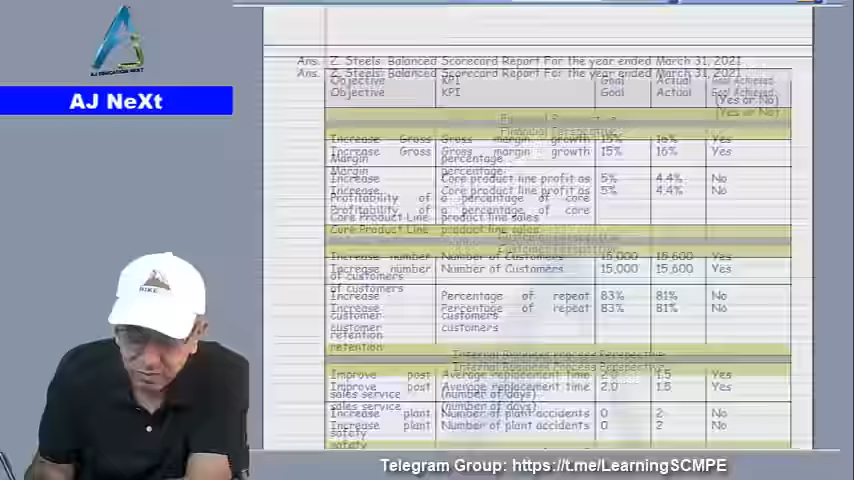 AJ EDUCATION NEXT
AJ NeXt
Ans. Z. Steels Balanced Scorecard Report For the year ended March 31, 2021
Objective KPI Goal Actual Goal Achieved (Yes or No)
Financial Perspective
Increase Gross Margin Gross margin growth percentage 15% 16% Yes
Increase Profitability of Core Product Line Core product line profit as a percentage of core product line sales 5% 4.4% No
Customer Perspective
Increase number of customers Number of Customers 15,000 15,600 Yes
Increase customer retention Percentage of repeat customers 83% 81% No
Internal Business Process Perspective
Improve post sales service Average replacement time (number of days) 2.0 1.5 Yes
Increase plant safety Number of plant accidents 0 2 No
Telegram Group: https://t.me/LearningSCMPE